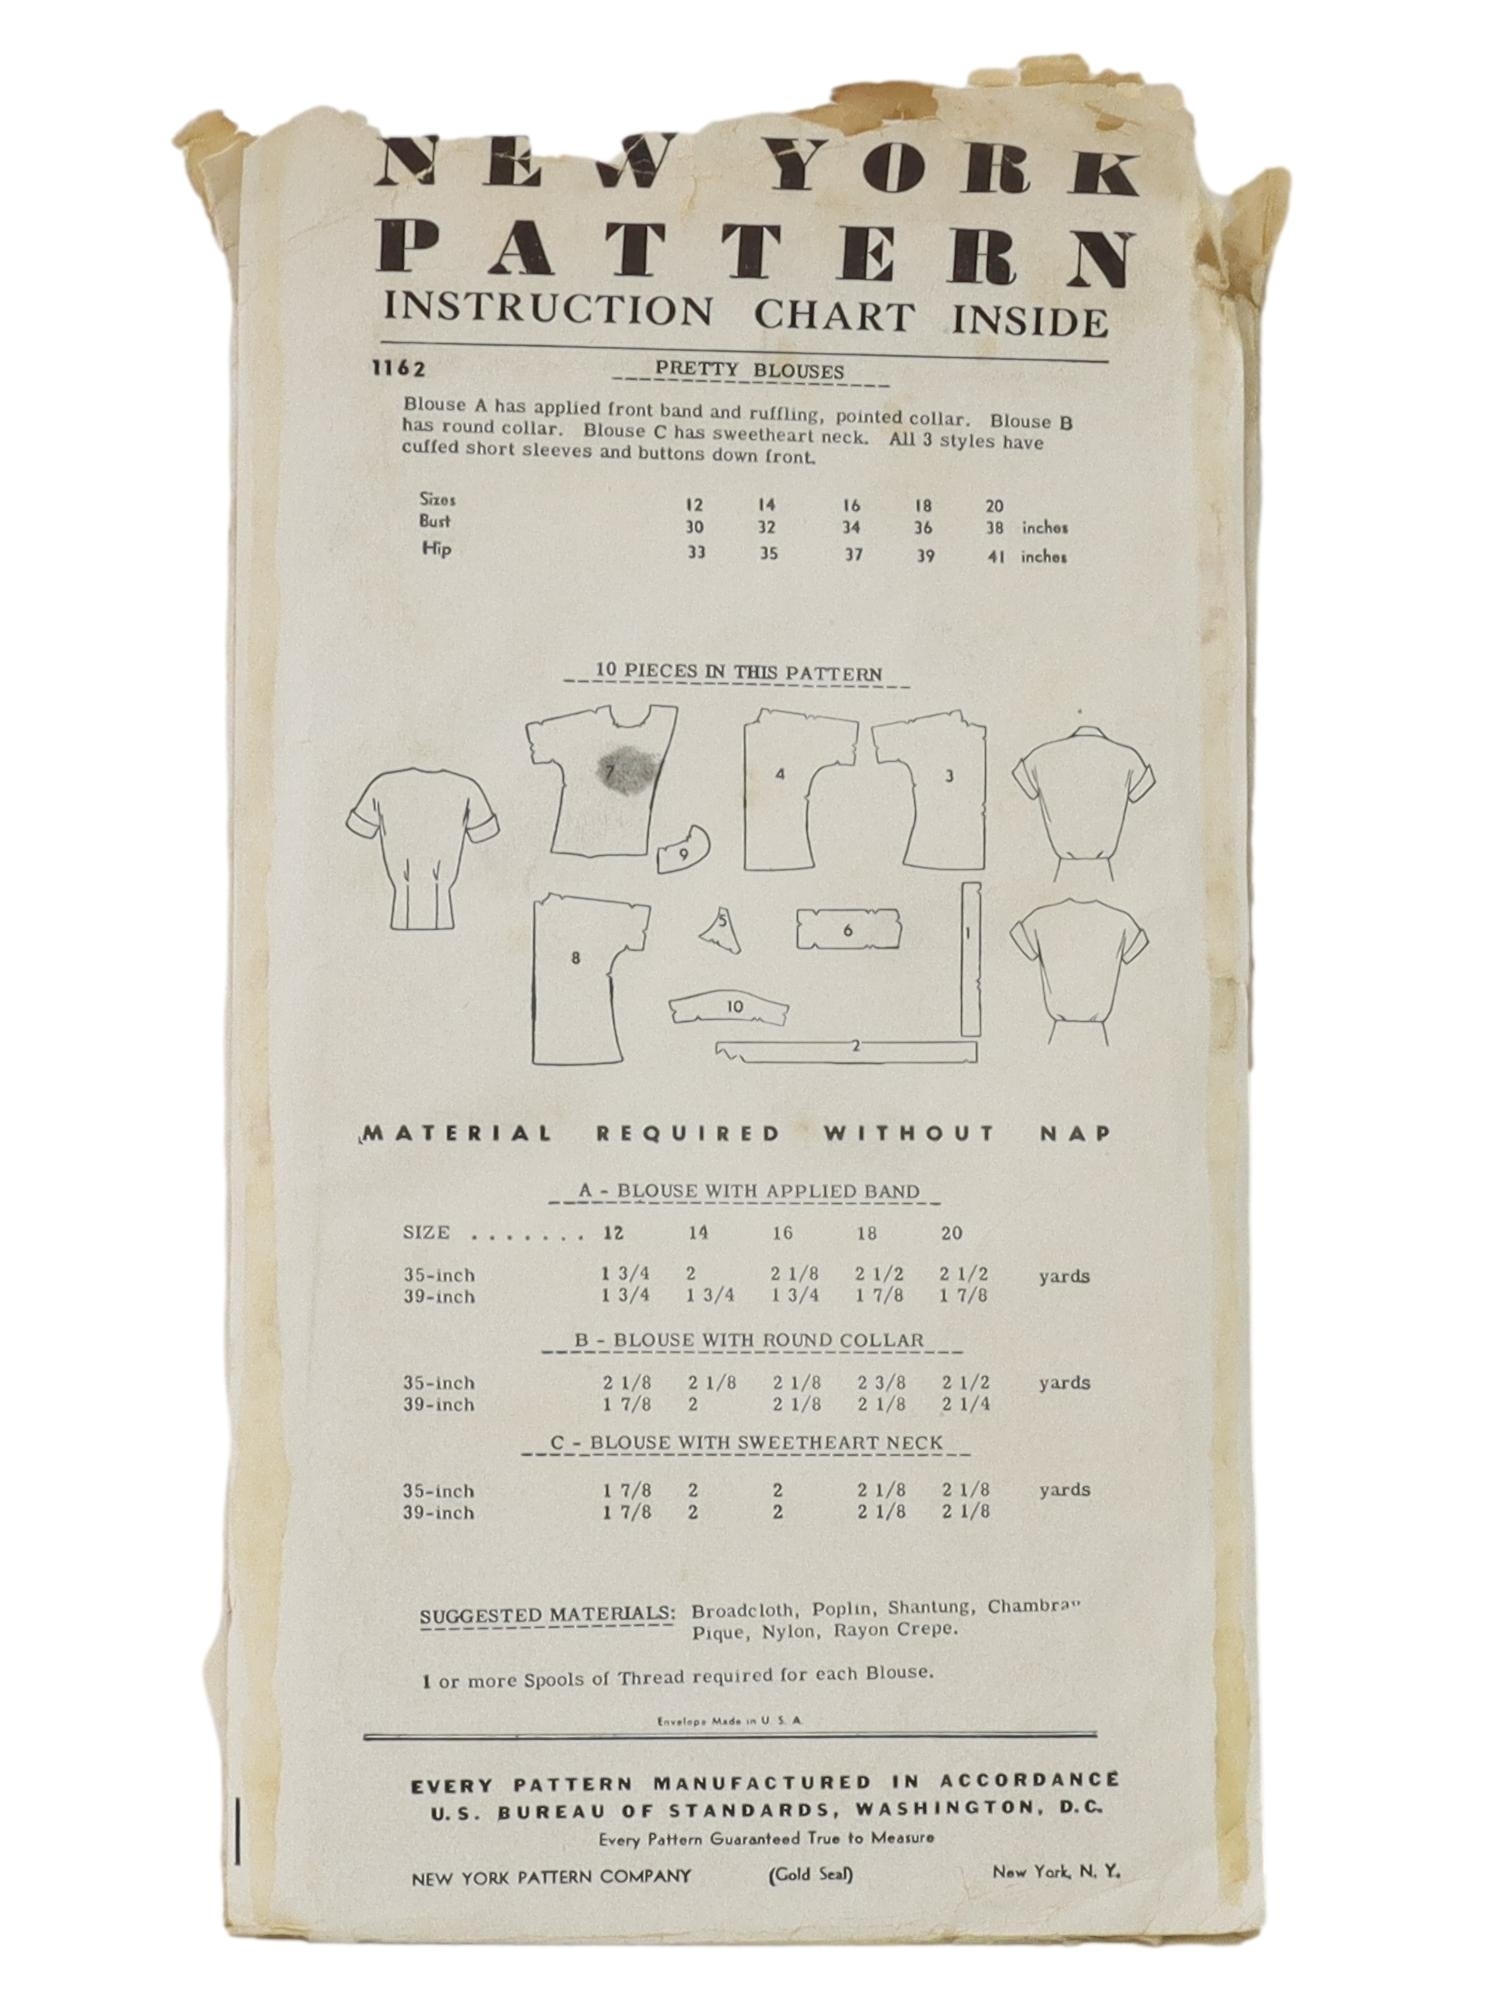 NEW YORK
PATTERN
INSTRUCTION CHART INSIDE
1162 PRETTY BLOUSES
Blouse A has applied front band and ruffling, pointed collar. Blouse B
has round collar. Blouse C has sweetheart neck. All 3 styles have
cuffed short sleeves and buttons down front.
Sizes 12 14 16 18 20
Bust 30 32 34 36 38 inches
Hip 33 35 37 39 41 inches
10 PIECES IN THIS PATTERN
7 4 3
9
8 5 6 1
10
2
MATERIAL REQUIRED WITHOUT NAP
A - BLOUSE WITH APPLIED BAND
SIZE ....... 12 14 16 18 20
35-inch 1 3/4 2 2 1/8 2 1/2 2 1/2 yards
39-inch 1 3/4 1 3/4 1 3/4 1 7/8 1 7/8
B - BLOUSE WITH ROUND COLLAR
35-inch 2 1/8 2 1/8 2 1/8 2 3/8 2 1/2 yards
39-inch 1 7/8 2 2 1/8 2 1/8 2 1/4
C - BLOUSE WITH SWEETHEART NECK
35-inch 1 7/8 2 2 2 1/8 2 1/8 yards
39-inch 1 7/8 2 2 2 1/8 2 1/8
SUGGESTED MATERIALS: Broadcloth, Poplin, Shantung, Chambray
Pique, Nylon, Rayon Crepe.
1 or more Spools of Thread required for each Blouse.
Envelope Made in U. S. A.
EVERY PATTERN MANUFACTURED IN ACCORDANCE
U.S. BUREAU OF STANDARDS, WASHINGTON, D.C.
Every Pattern Guaranteed True to Measure
NEW YORK PATTERN COMPANY (Gold Seal) New York, N. Y.